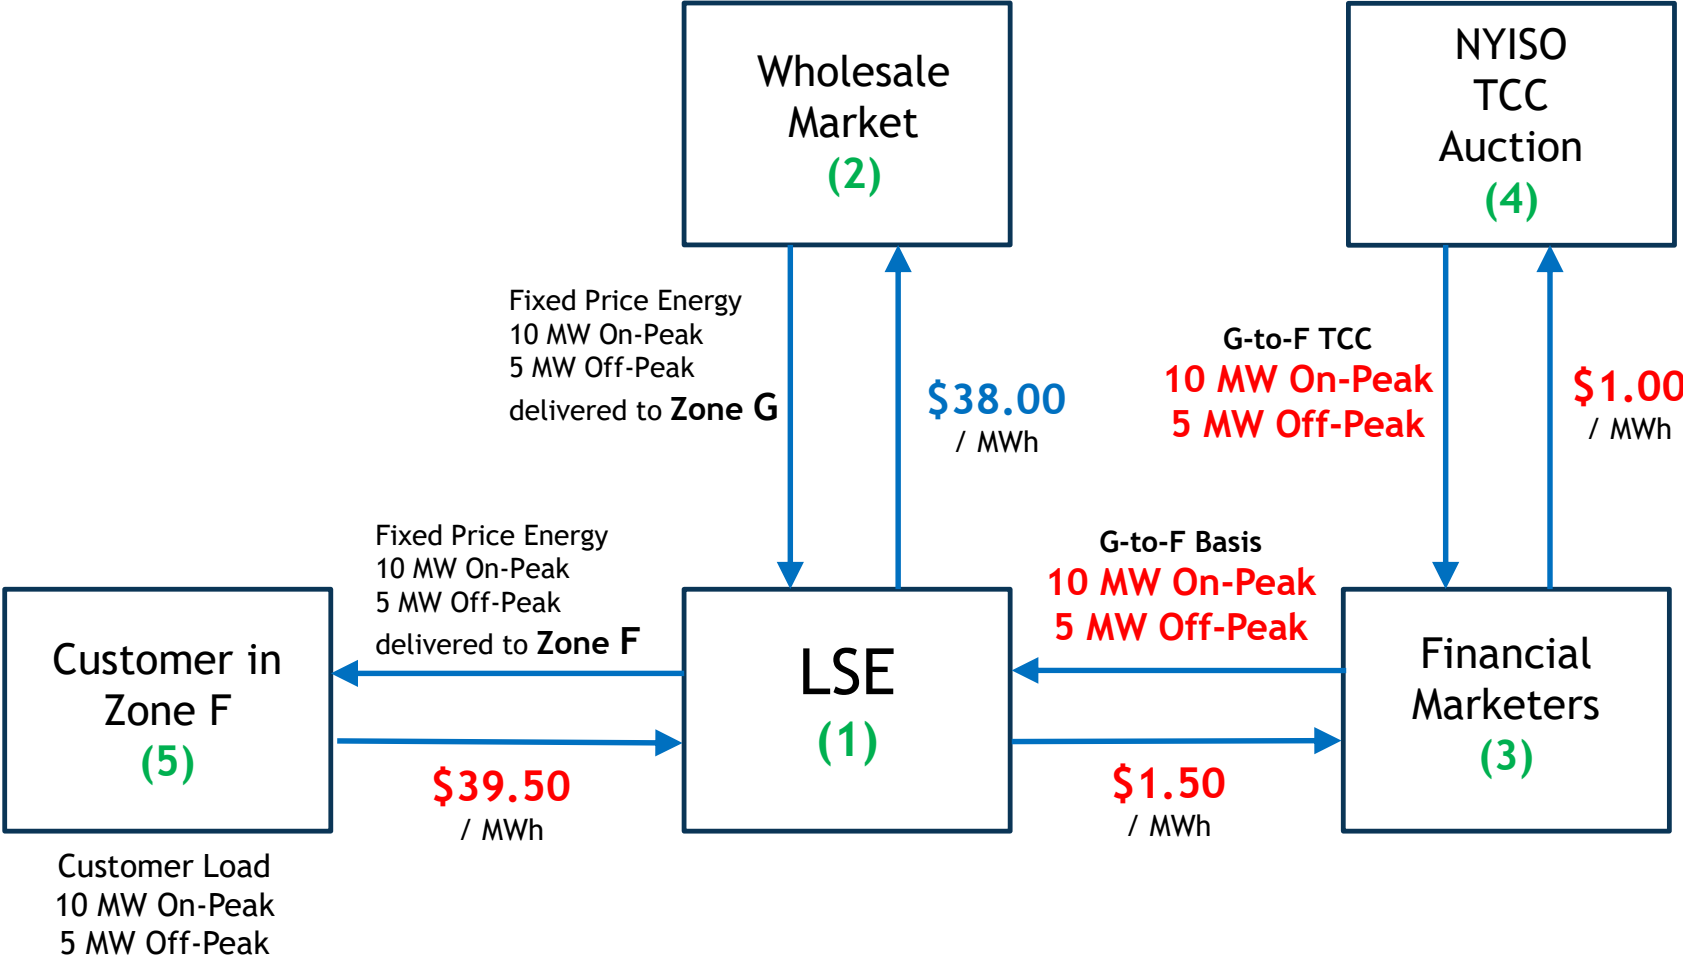 Wholesale
Market
(2)
NYISO
TCC
Auction
(4)
Fixed Price Energy
10 MW On-Peak
5 MW Off-Peak
delivered to Zone G
$38.00
/ MWh
G-to-F TCC
10 MW On-Peak
5 MW Off-Peak
$1.00
/ MWh
Fixed Price Energy
10 MW On-Peak
5 MW Off-Peak
delivered to Zone F
G-to-F Basis
10 MW On-Peak
5 MW Off-Peak
Customer in
Zone F
(5)
$39.50
/ MWh
LSE
(1)
$1.50
/ MWh
Financial
Marketers
(3)
Customer Load
10 MW On-Peak
5 MW Off-Peak